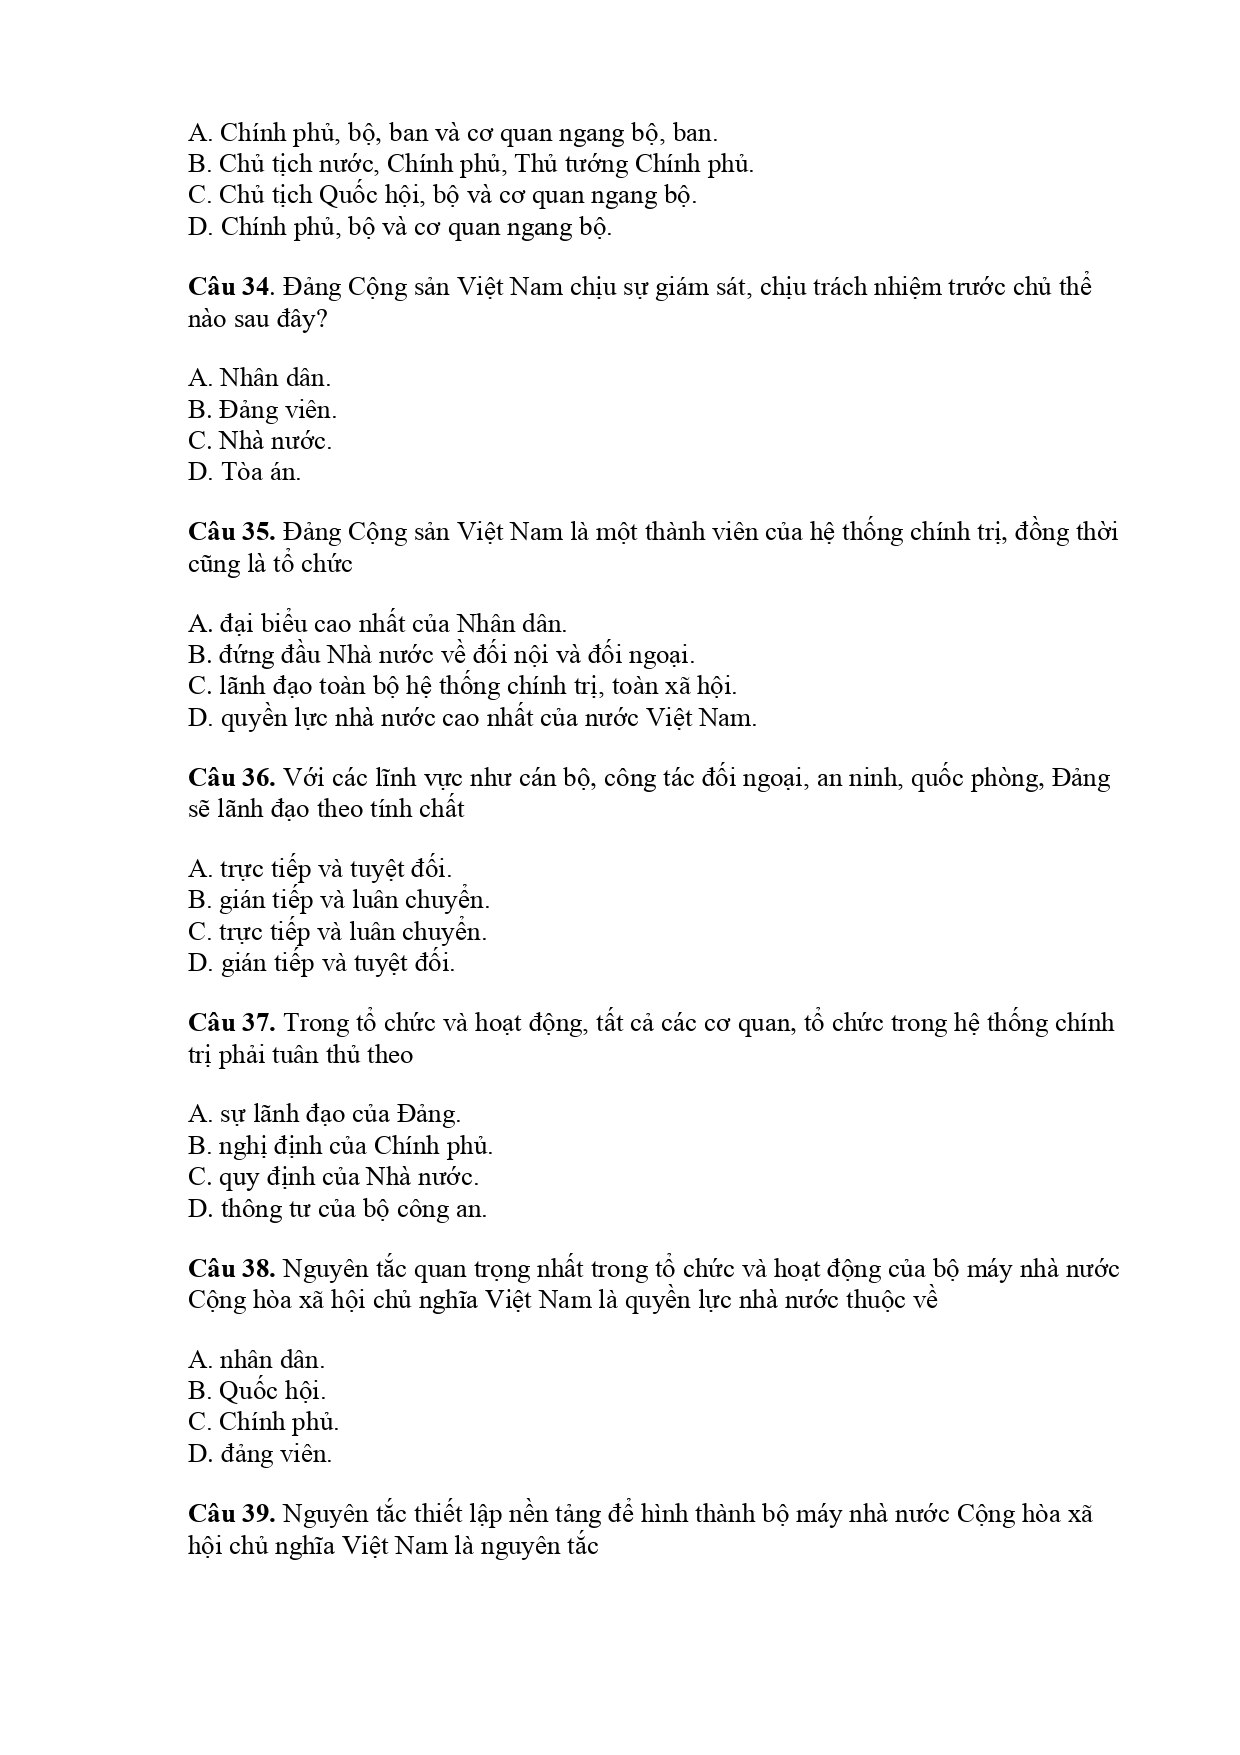 A. Chính phủ, bộ, ban và cơ quan ngang bộ, ban.
B. Chủ tịch nước, Chính phủ, Thủ tướng Chính phủ.
C. Chủ tịch Quốc hội, bộ và cơ quan ngang bộ.
D. Chính phủ, bộ và cơ quan ngang bộ.
Câu 34. Đảng Cộng sản Việt Nam chịu sự giám sát, chịu trách nhiệm trước chủ thể
nào sau đây?
A. Nhân dân.
B. Đảng viên.
C. Nhà nước.
D. Tòa án.
Câu 35. Đảng Cộng sản Việt Nam là một thành viên của hệ thống chính trị, đồng thời
cũng là tổ chức
A. đại biểu cao nhất của Nhân dân.
B. đứng đầu Nhà nước về đối nội và đối ngoại.
C. lãnh đạo toàn bộ hệ thống chính trị, toàn xã hội.
D. quyền lực nhà nước cao nhất của nước Việt Nam.
Câu 36. Với các lĩnh vực như cán bộ, công tác đối ngoại, an ninh, quốc phòng, Đảng
sẽ lãnh đạo theo tính chất
A. trực tiếp và tuyệt đối.
B. gián tiếp và luân chuyển.
C. trực tiếp và luân chuyển.
D. gián tiếp và tuyệt đối.
Câu 37. Trong tổ chức và hoạt động, tất cả các cơ quan, tổ chức trong hệ thống chính
trị phải tuân thủ theo
A. sự lãnh đạo của Đảng.
B. nghị định của Chính phủ.
C. quy định của Nhà nước.
D. thông tư của bộ công an.
Câu 38. Nguyên tắc quan trọng nhất trong tổ chức và hoạt động của bộ máy nhà nước
Cộng hòa xã hội chủ nghĩa Việt Nam là quyền lực nhà nước thuộc về
A. nhân dân.
B. Quốc hội.
C. Chính phủ.
D. đảng viên.
Câu 39. Nguyên tắc thiết lập nền tảng để hình thành bộ máy nhà nước Cộng hòa xã
hội chủ nghĩa Việt Nam là nguyên tắc